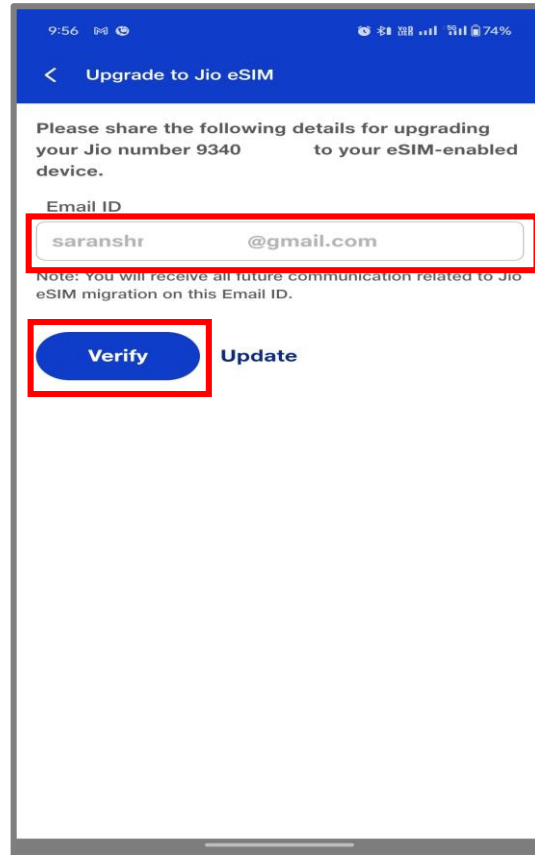 9:56 74%
Upgrade to Jio eSIM
Please share the following details for upgrading
your Jio number 9340 to your eSIM-enabled
device.
Email ID
saranshr @gmail.com
Note: You will receive all future communication related to Jio
eSIM migration on this Email ID.
Verify Update